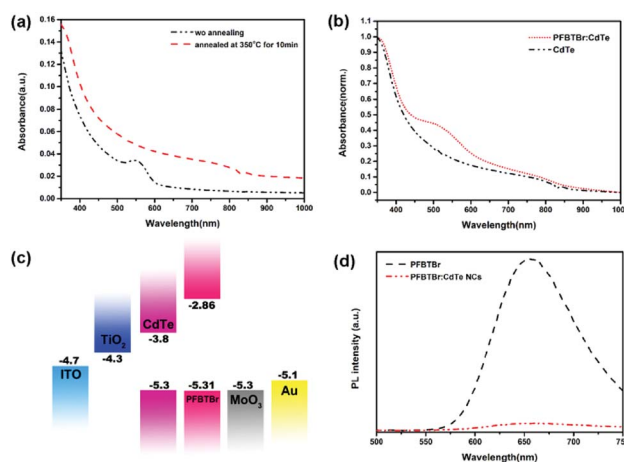 (a)
wo annealing
annealed at 350°C for 10min
Absorbance(a.u.)
0.16
0.14
0.12
0.10
0.08
0.06
0.04
0.02
0.00
400 500 600 700 800 900 1000
Wavelength(nm)
(b)
PFBTBr:CdTe
CdTe
Absorbance(norm.)
1.0
0.9
0.8
0.7
0.6
0.5
0.4
0.3
0.2
0.1
0.0
400 500 600 700 800 900 1000
Wavelength(nm)
(c)
-2.86
CdTe
-3.8
TiO2
-4.3
-4.7
ITO
-5.3
-5.31
PFBTBr
-5.3
MoO3
-5.1
Au
(d)
PFBTBr
PFBTBr:CdTe NCs
PL intensity (a.u.)
500 550 600 650 700 750
Wavelength(nm)